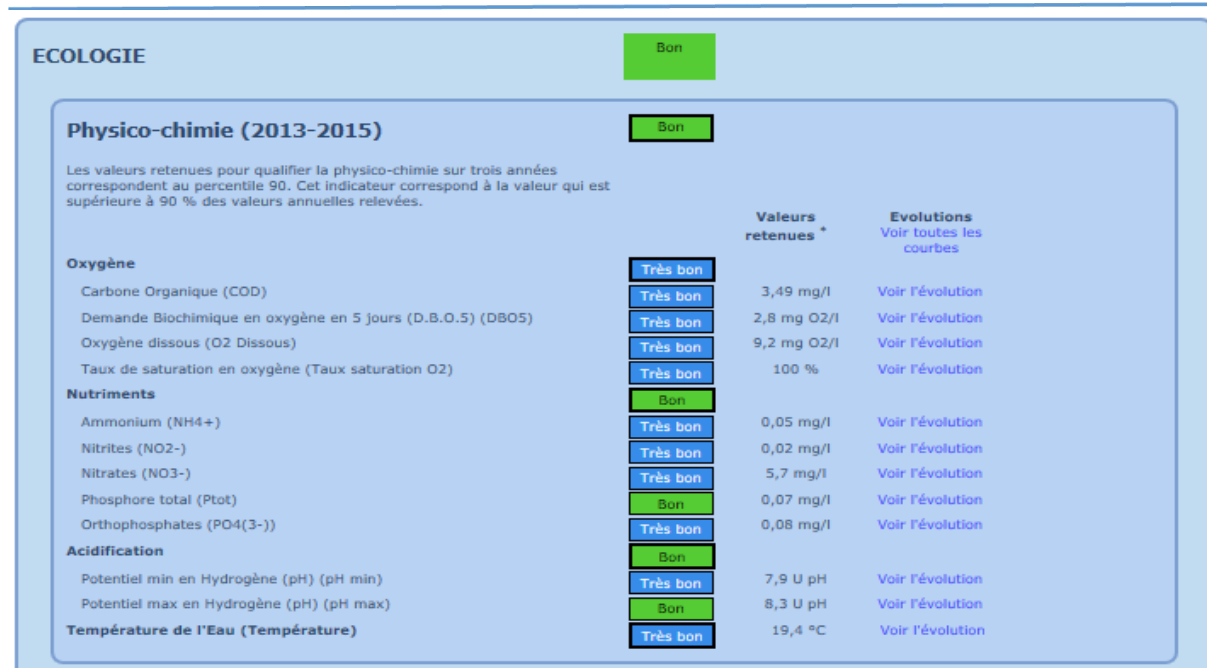 ECOLOGIE Bon
Physico-chimie (2013-2015) Bon
Les valeurs retenues pour qualifier la physico-chimie sur trois années
correspondent au percentile 90. Cet indicateur correspond à la valeur qui est
supérieure à 90 % des valeurs annuelles relevées.
Valeurs Evolutions
retenues * Voir toutes les
courbes
Oxygène Très bon
Carbone Organique (COD) Très bon 3,49 mg/l Voir l'évolution
Demande Biochimique en oxygène en 5 jours (D.B.O.5) (DBO5) Très bon 2,8 mg O2/l Voir l'évolution
Oxygène dissous (O2 Dissous) Très bon 9,2 mg O2/l Voir l'évolution
Taux de saturation en oxygène (Taux saturation O2) Très bon 100 % Voir l'évolution
Nutriments Bon
Ammonium (NH4+) Très bon 0,05 mg/l Voir l'évolution
Nitrites (NO2-) Très bon 0,02 mg/l Voir l'évolution
Nitrates (NO3-) Très bon 5,7 mg/l Voir l'évolution
Phosphore total (Ptot) Bon 0,07 mg/l Voir l'évolution
Orthophosphates (PO4(3-)) Très bon 0,08 mg/l Voir l'évolution
Acidification Bon
Potentiel min en Hydrogène (pH) (pH min) Très bon 7,9 U pH Voir l'évolution
Potentiel max en Hydrogène (pH) (pH max) Bon 8,3 U pH Voir l'évolution
Température de l'Eau (Température) Très bon 19,4 °C Voir l'évolution